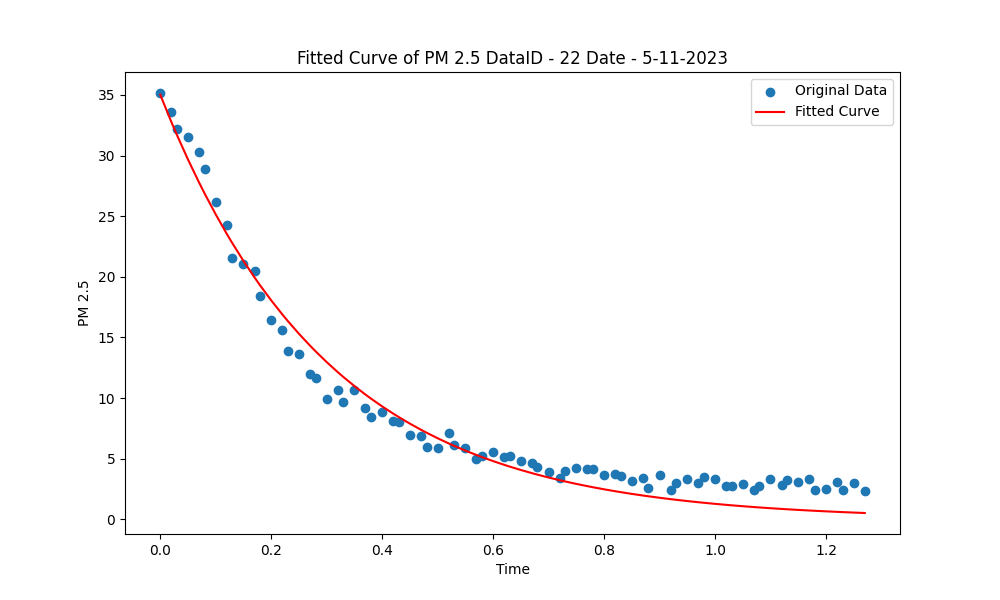 Fitted Curve of PM 2.5 DataID - 22 Date - 5-11-2023
Original Data
Fitted Curve
35
30
25
20
15
10
5
0
PM 2.5
0.0 0.2 0.4 0.6 0.8 1.0 1.2
Time